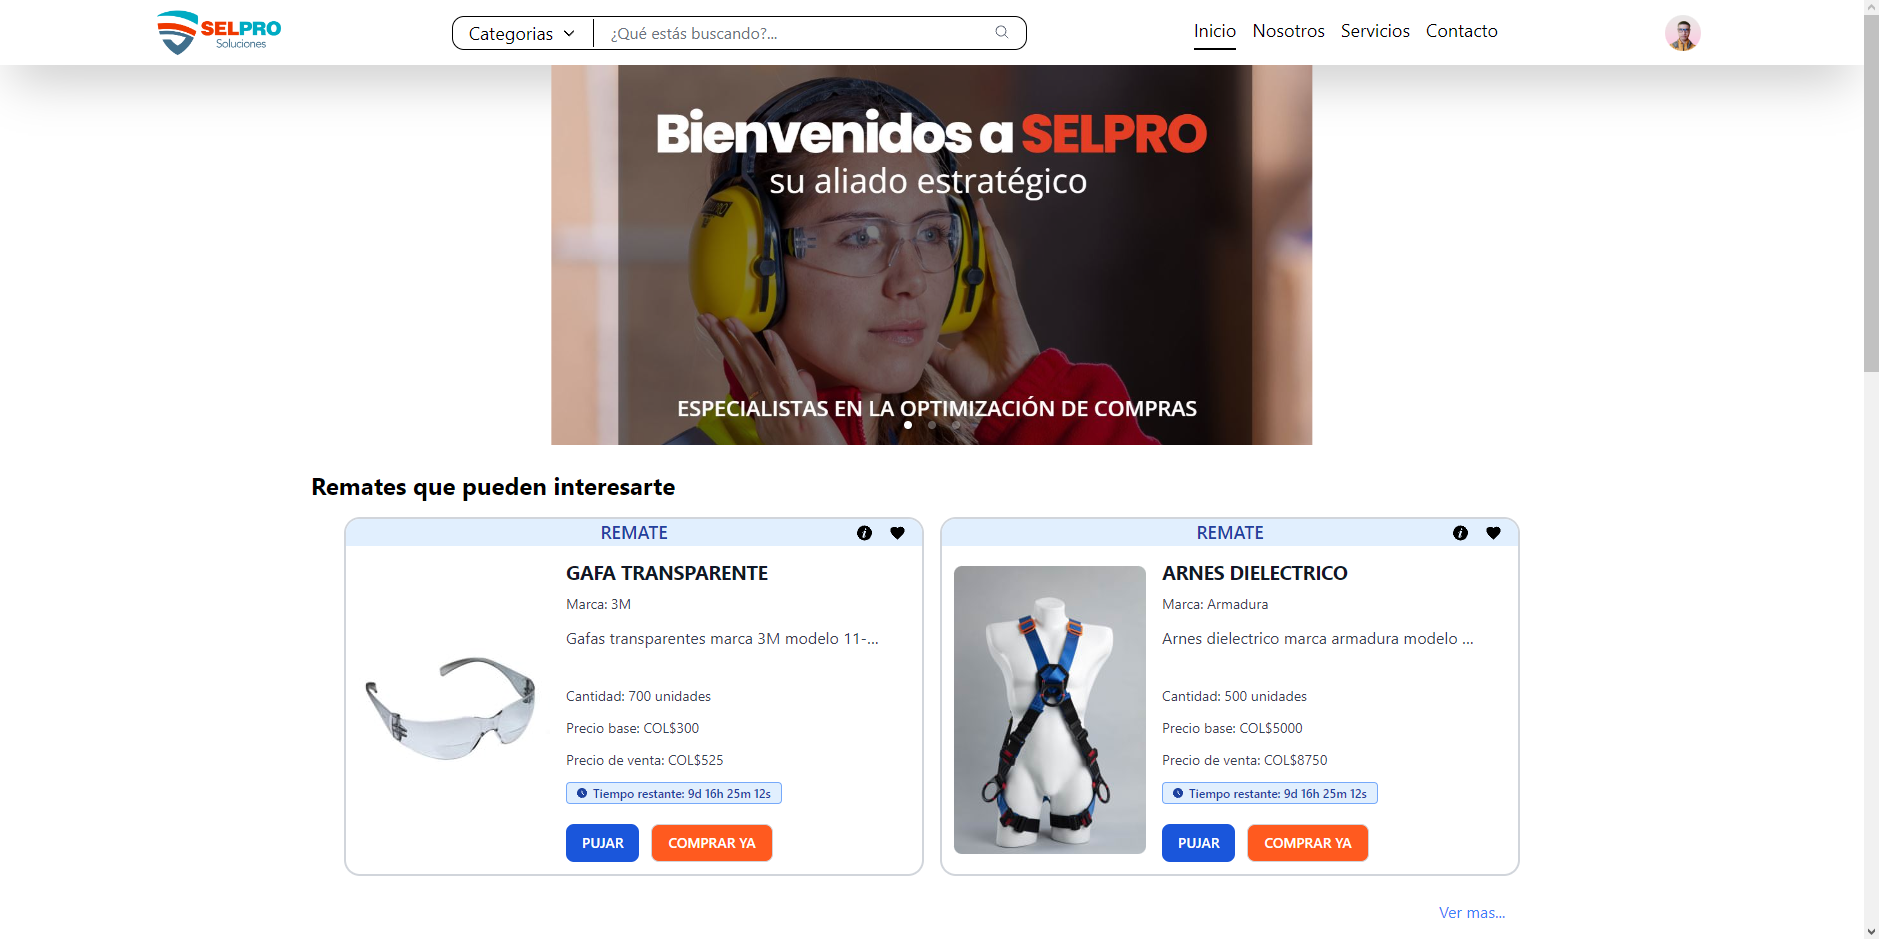 SELPRO
Soluciones
Categorias
¿Qué estás buscando?...
Inicio
Nosotros
Servicios
Contacto
Bienvenidos a SELPRO
su aliado estratégico
ESPECIALISTAS EN LA OPTIMIZACIÓN DE COMPRAS
Remates que pueden interesarte
REMATE
GAFA TRANSPARENTE
Marca: 3M
Gafas transparentes marca 3M modelo 11-...
Cantidad: 700 unidades
Precio base: COL$300
Precio de venta: COL$525
Tiempo restante: 9d 16h 25m 12s
PUJAR
COMPRAR YA
REMATE
ARNES DIELECTRICO
Marca: Armadura
Arnes dielectrico marca armadura modelo ...
Cantidad: 500 unidades
Precio base: COL$5000
Precio de venta: COL$8750
Tiempo restante: 9d 16h 25m 12s
PUJAR
COMPRAR YA
Ver mas...